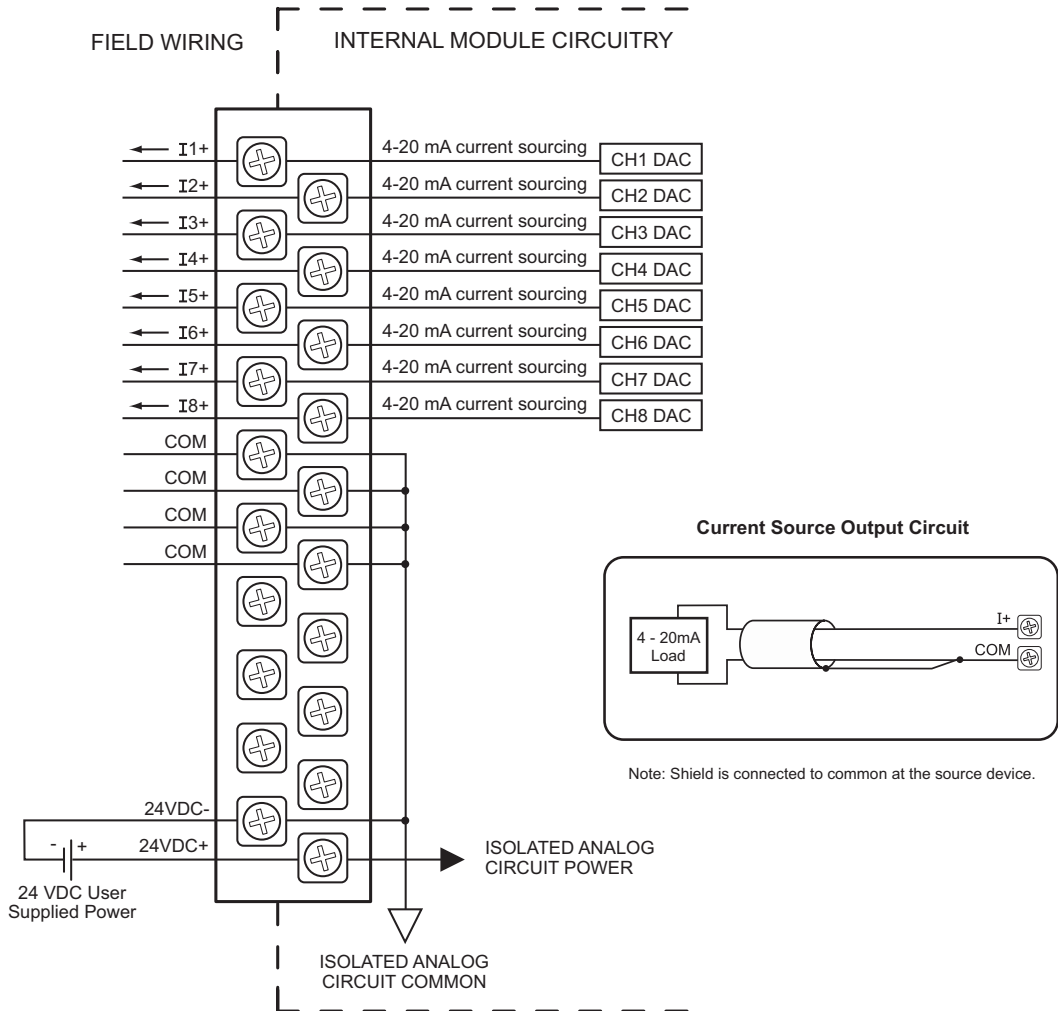 FIELD WIRING
INTERNAL MODULE CIRCUITRY
I1+
4-20 mA current sourcing
CH1 DAC
I2+
4-20 mA current sourcing
CH2 DAC
I3+
4-20 mA current sourcing
CH3 DAC
I4+
4-20 mA current sourcing
CH4 DAC
I5+
4-20 mA current sourcing
CH5 DAC
I6+
4-20 mA current sourcing
CH6 DAC
I7+
4-20 mA current sourcing
CH7 DAC
I8+
4-20 mA current sourcing
CH8 DAC
COM
COM
COM
COM
24VDC-
- +
24VDC+
24 VDC User
Supplied Power
ISOLATED ANALOG
CIRCUIT POWER
ISOLATED ANALOG
CIRCUIT COMMON
Current Source Output Circuit
4 - 20mA
Load
I+
COM
Note: Shield is connected to common at the source device.